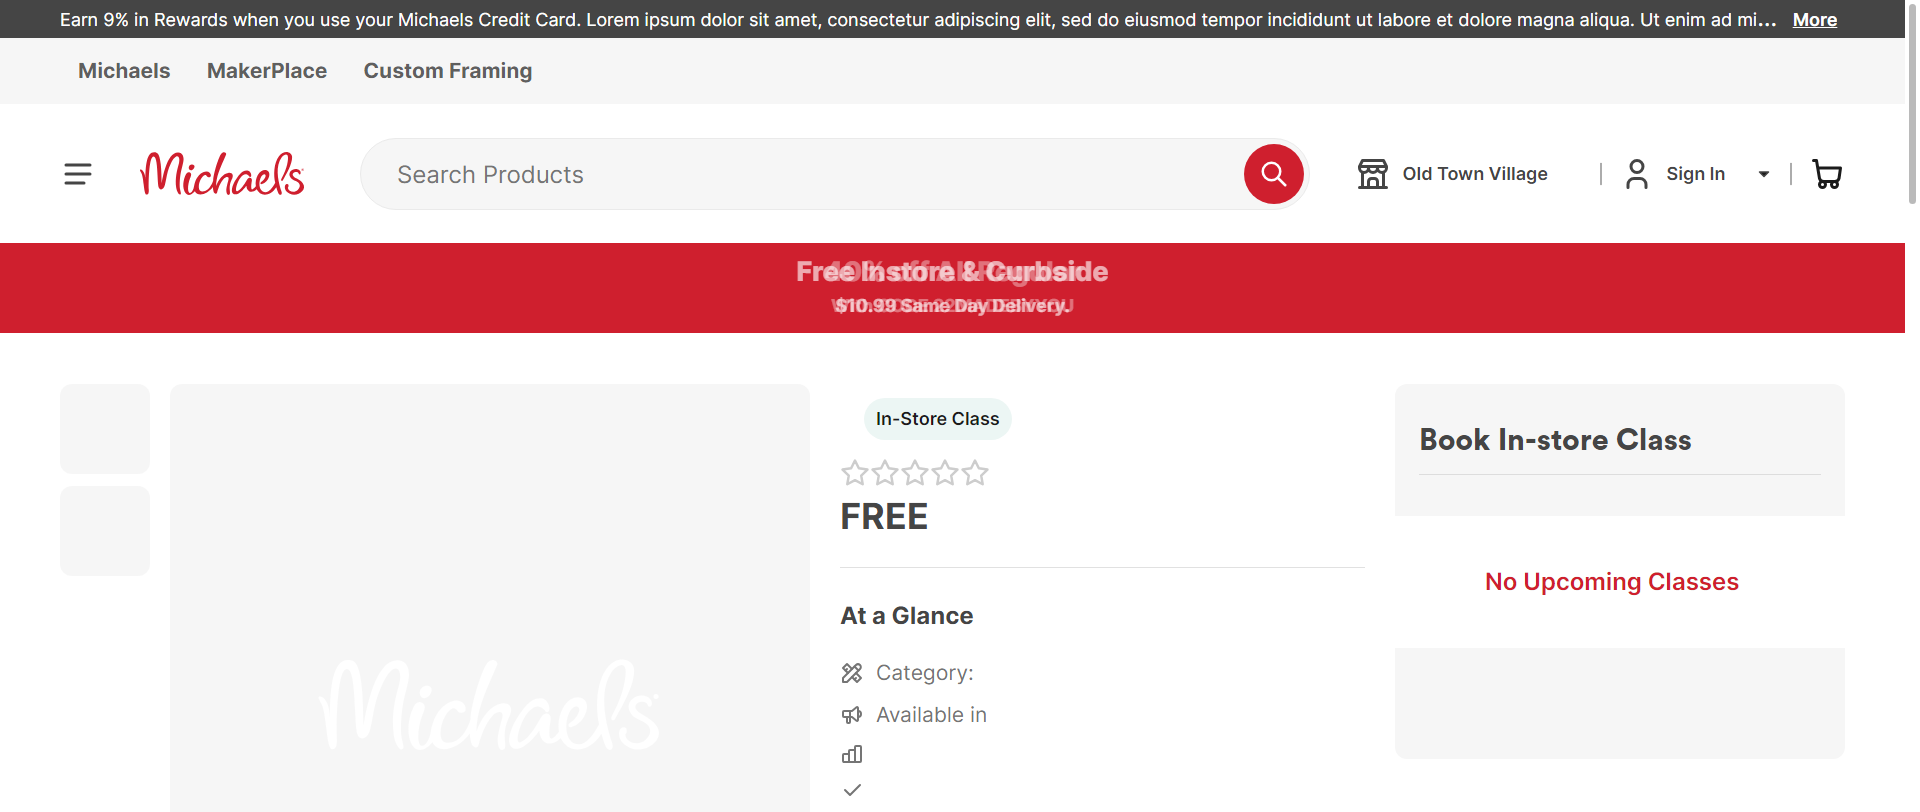 Earn 9% in Rewards when you use your Michaels Credit Card. Lorem ipsum dolor sit amet, consectetur adipiscing elit, sed do eiusmod tempor incididunt ut labore et dolore magna aliqua. Ut enim ad mi... More
Michaels MakerPlace Custom Framing
Michaels Search Products Old Town Village Sign In
Free Instore & Curbside
$10.99 Same Day Delivery.
In-Store Class
FREE
Book In-store Class
No Upcoming Classes
At a Glance
Category:
Available in
Michaels